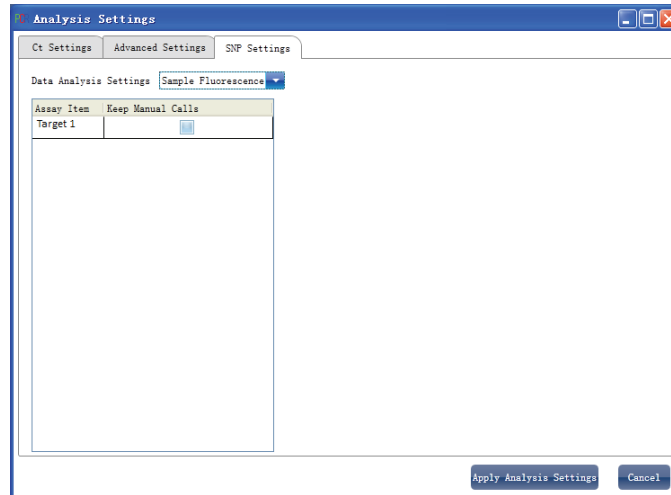 Analysis Settings
Ct Settings Advanced Settings SNP Settings
Data Analysis Settings Sample Fluorescence
Assay Item Keep Manual Calls
Target 1
Apply Analysis Settings Cancel